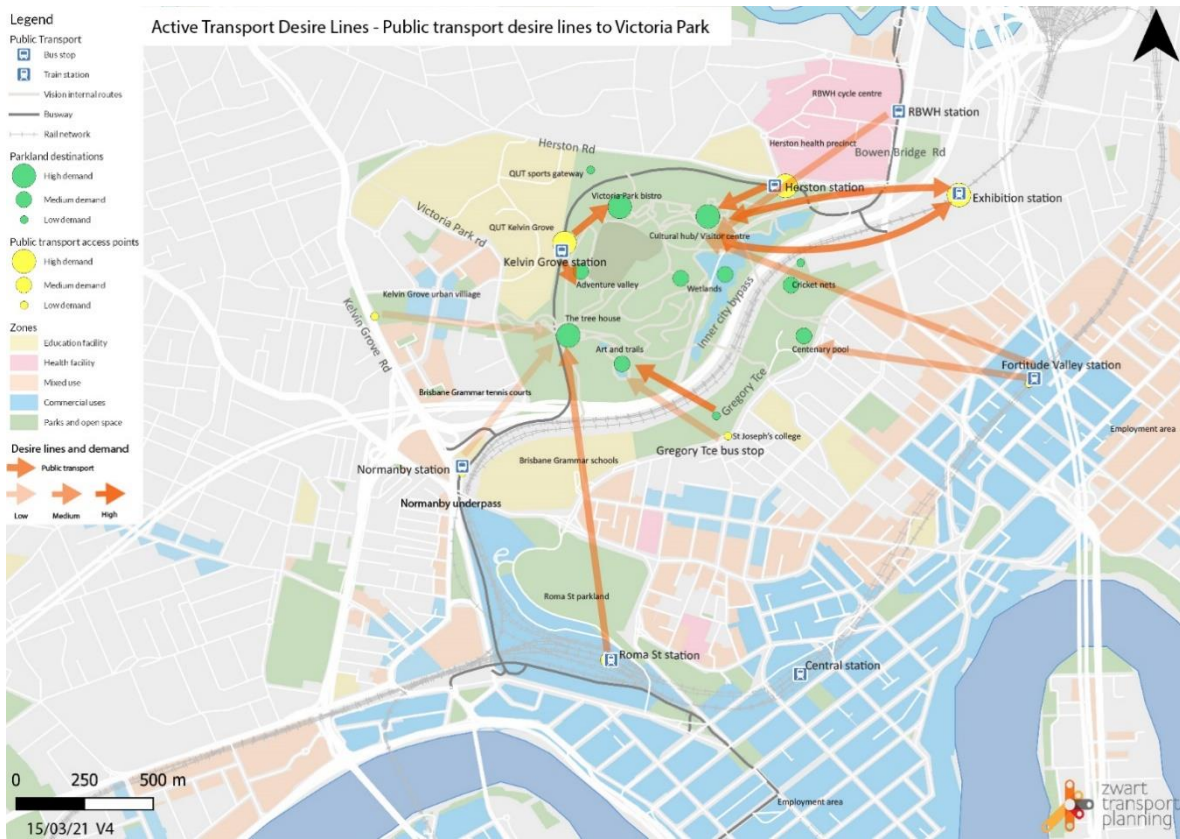 Legend
Public Transport
Bus stop
Train station
Vision internal routes
Busway
Rail network
Parkland destinations
High demand
Medium demand
Low demand
Public transport access points
High demand
Medium demand
Low demand
Zones
Education facility
Health facility
Mixed use
Commercial uses
Parks and open space
Desire lines and demand
Public transport
Low Medium High
Active Transport Desire Lines - Public transport desire lines to Victoria Park
RBWH cycle centre
RBWH station
Herston Rd
Herston health precinct
Bowen Bridge Rd
QUT sports gateway
Herston station
Exhibition station
Victoria Park bistro
Victoria Park rd
QUT Kelvin Grove
Cultural hub/ Visitor centre
Kelvin Grove station
Adventure valley
Wetlands
Cricket nets
Kelvin Grove urban villiage
Inner city bypass
Kelvin Grove Rd
The tree house
Art and trails
Centenary pool
Fortitude Valley station
Brisbane Grammar tennis courts
Gregory Tce
Employment area
St Joseph's college
Gregory Tce bus stop
Normanby station
Brisbane Grammar schools
Normanby underpass
Roma St parkland
Roma St station
Central station
Employment area
0 250 500 m
15/03/21 V4
zwart
transport
planning